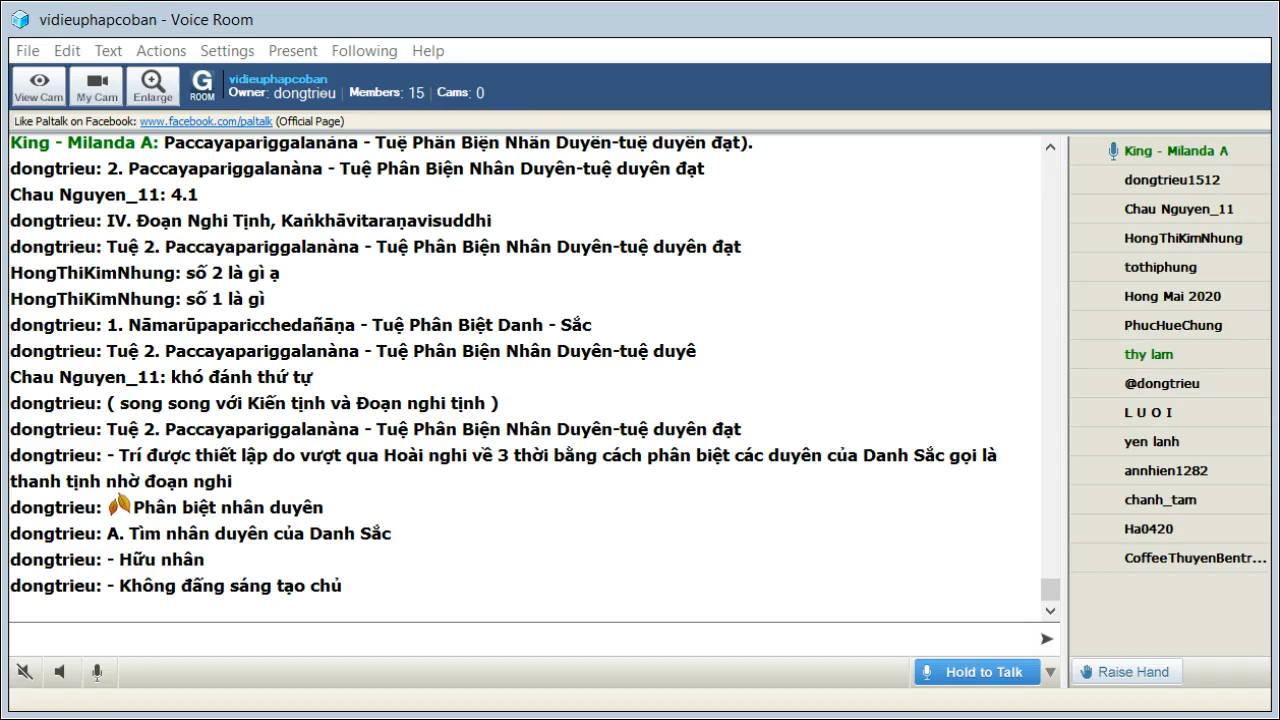 vidieuphapcoban - Voice Room
File Edit Text Actions Settings Present Following Help
View Cam My Cam Enlarge G ROOM vidieuphapcoban
Owner: dongtrieu | Members: 15 | Cams: 0
Like Paltalk on Facebook: www.facebook.com/paltalk (Official Page)
King - Milanda A: Paccayapariggalanàna - Tuệ Phân Biện Nhân Duyên-tuệ duyên đạt).
dongtrieu: 2. Paccayapariggalanàna - Tuệ Phân Biện Nhân Duyên-tuệ duyên đạt
Chau Nguyen_11: 4.1
dongtrieu: IV. Đoạn Nghi Tịnh, Kaṅkhāvitaraṇavisuddhi
dongtrieu: Tuệ 2. Paccayapariggalanàna - Tuệ Phân Biện Nhân Duyên-tuệ duyên đạt
HongThiKimNhung: số 2 là gì ạ
HongThiKimNhung: số 1 là gì
dongtrieu: 1. Nāmarūpaparicchedañāṇa - Tuệ Phân Biệt Danh - Sắc
dongtrieu: Tuệ 2. Paccayapariggalanàna - Tuệ Phân Biện Nhân Duyên-tuệ duyê
Chau Nguyen_11: khó đánh thứ tự
dongtrieu: ( song song với Kiến tịnh và Đoạn nghi tịnh )
dongtrieu: Tuệ 2. Paccayapariggalanàna - Tuệ Phân Biện Nhân Duyên-tuệ duyên đạt
dongtrieu: - Trí được thiết lập do vượt qua Hoài nghi về 3 thời bằng cách phân biệt các duyên của Danh Sắc gọi là
thanh tịnh nhờ đoạn nghi
dongtrieu: 🍂Phân biệt nhân duyên
dongtrieu: A. Tìm nhân duyên của Danh Sắc
dongtrieu: - Hữu nhân
dongtrieu: - Không đấng sáng tạo chủ
King - Milanda A
dongtrieu1512
Chau Nguyen_11
HongThiKimNhung
tothiphung
Hong Mai 2020
PhucHueChung
thy lam
@dongtrieu
L U O I
yen lanh
annhien1282
chanh_tam
Ha0420
CoffeeThuyenBentr...
Hold to Talk
Raise Hand